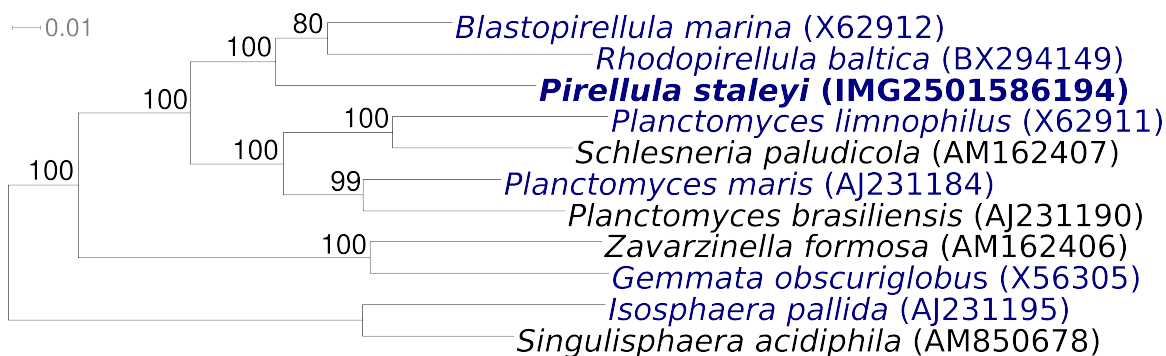 0.01
80
Blastopirellula marina (X62912)
100
Rhodopirellula baltica (BX294149)
Pirellula staleyi (IMG2501586194)
100
100
Planctomyces limnophilus (X62911)
100
Schlesneria paludicola (AM162407)
100
99
Planctomyces maris (AJ231184)
Planctomyces brasiliensis (AJ231190)
100
Zavarzinella formosa (AM162406)
Gemmata obscuriglobus (X56305)
Isosphaera pallida (AJ231195)
Singulisphaera acidiphila (AM850678)